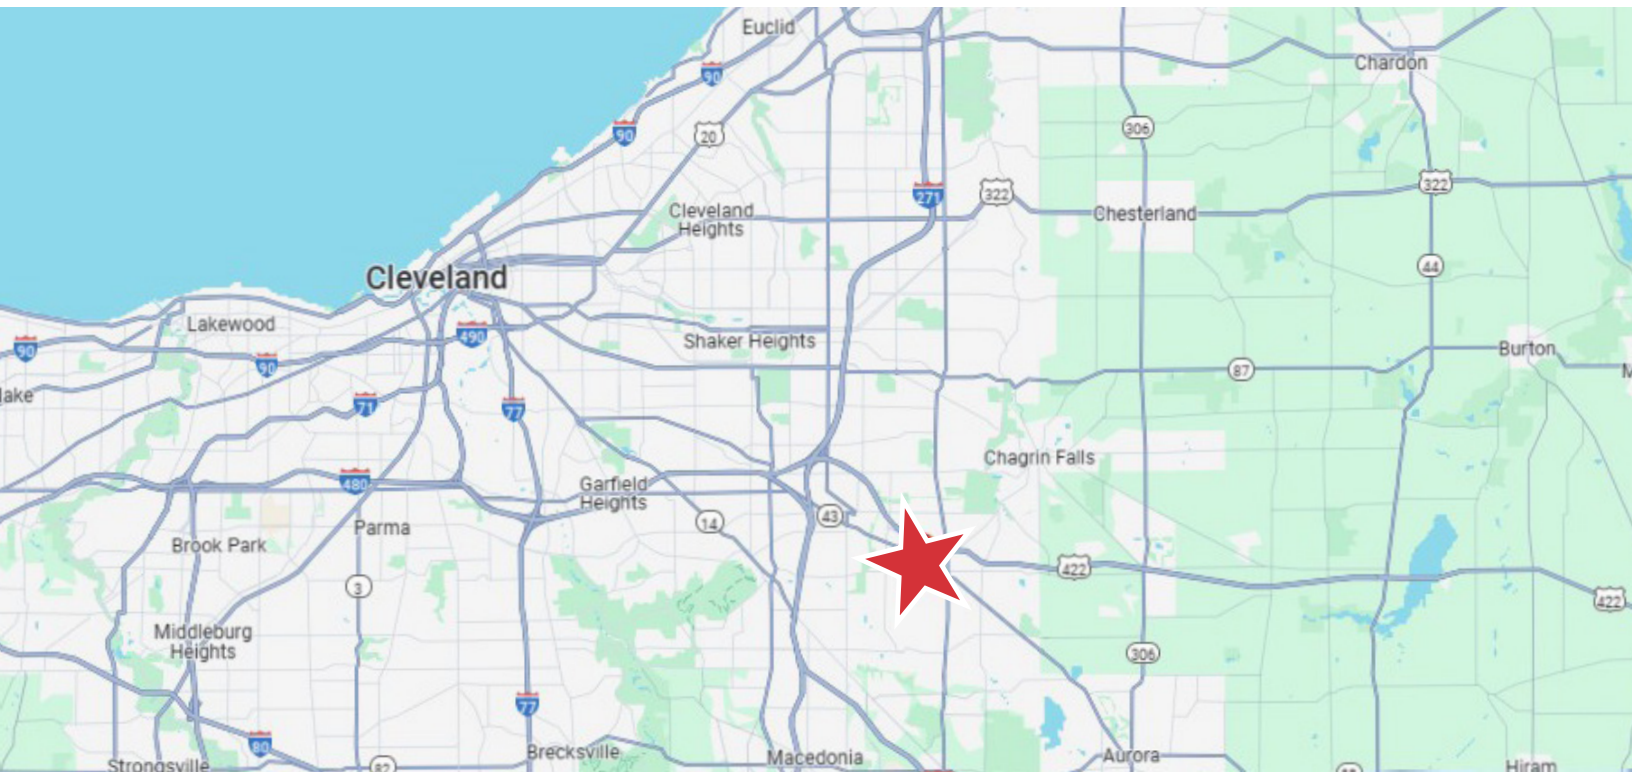 Euclid
Chardon
90
90
20
306
271
322
322
Chesterland
Cleveland
Heights
44
Cleveland
Lakewood
490
Shaker Heights
90
90
Burton
87
lake
71
77
Chagrin Falls
480
Garfield
Heights
14
43
Parma
Brook Park
422
3
422
Middleburg
Heights
306
77
80
Brecksville
Macedonia
Aurora
Strongsville
82
Hiram
M